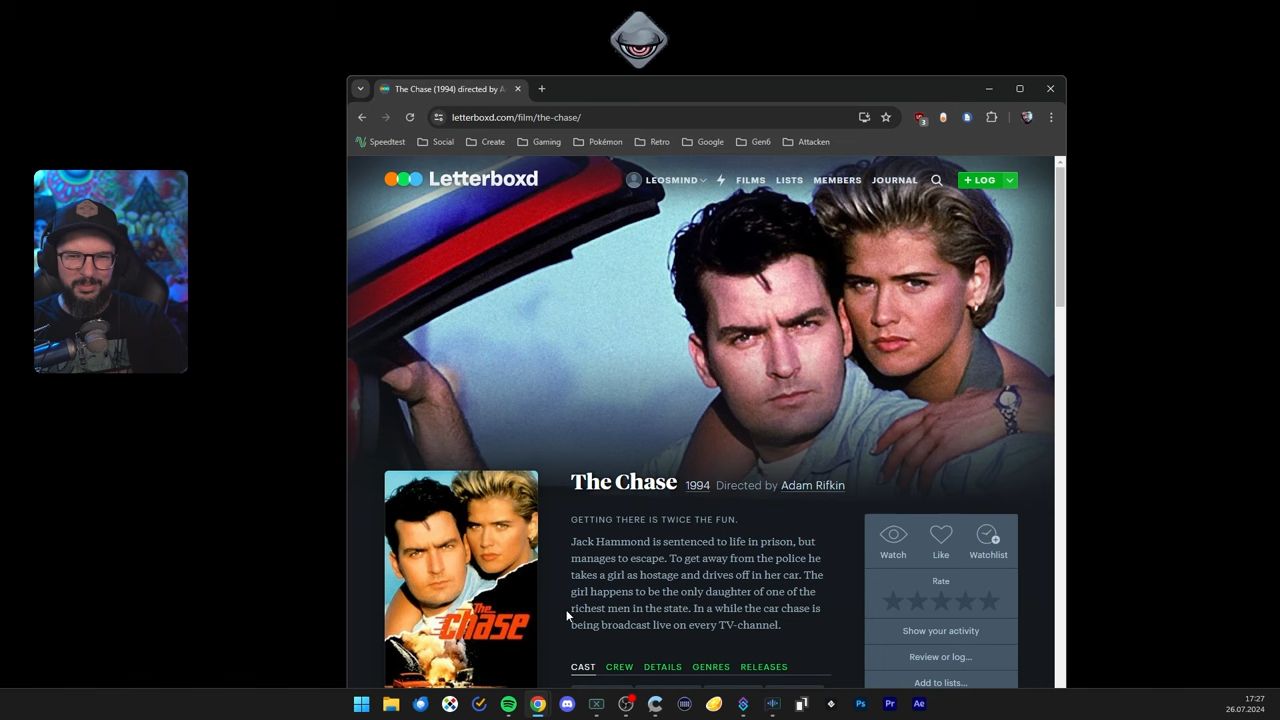 The Chase (1994) directed by A
letterboxd.com/film/the-chase/
3
Speedtest Social Create Gaming Pokémon Retro Google Gen6 Attacken
Letterboxd LEOSMIND FILMS LISTS MEMBERS JOURNAL + LOG
The Chase 1994 Directed by Adam Rifkin
GETTING THERE IS TWICE THE FUN.
Jack Hammond is sentenced to life in prison, but
manages to escape. To get away from the police he
takes a girl as hostage and drives off in her car. The
girl happens to be the only daughter of one of the
richest men in the state. In a while the car chase is
being broadcast live on every TV-channel.
CAST CREW DETAILS GENRES RELEASES
Watch Like Watchlist
Rate
Show your activity
Review or log...
Add to lists...
The
chase
Ps Pr Ae
17:27
26.07.2024